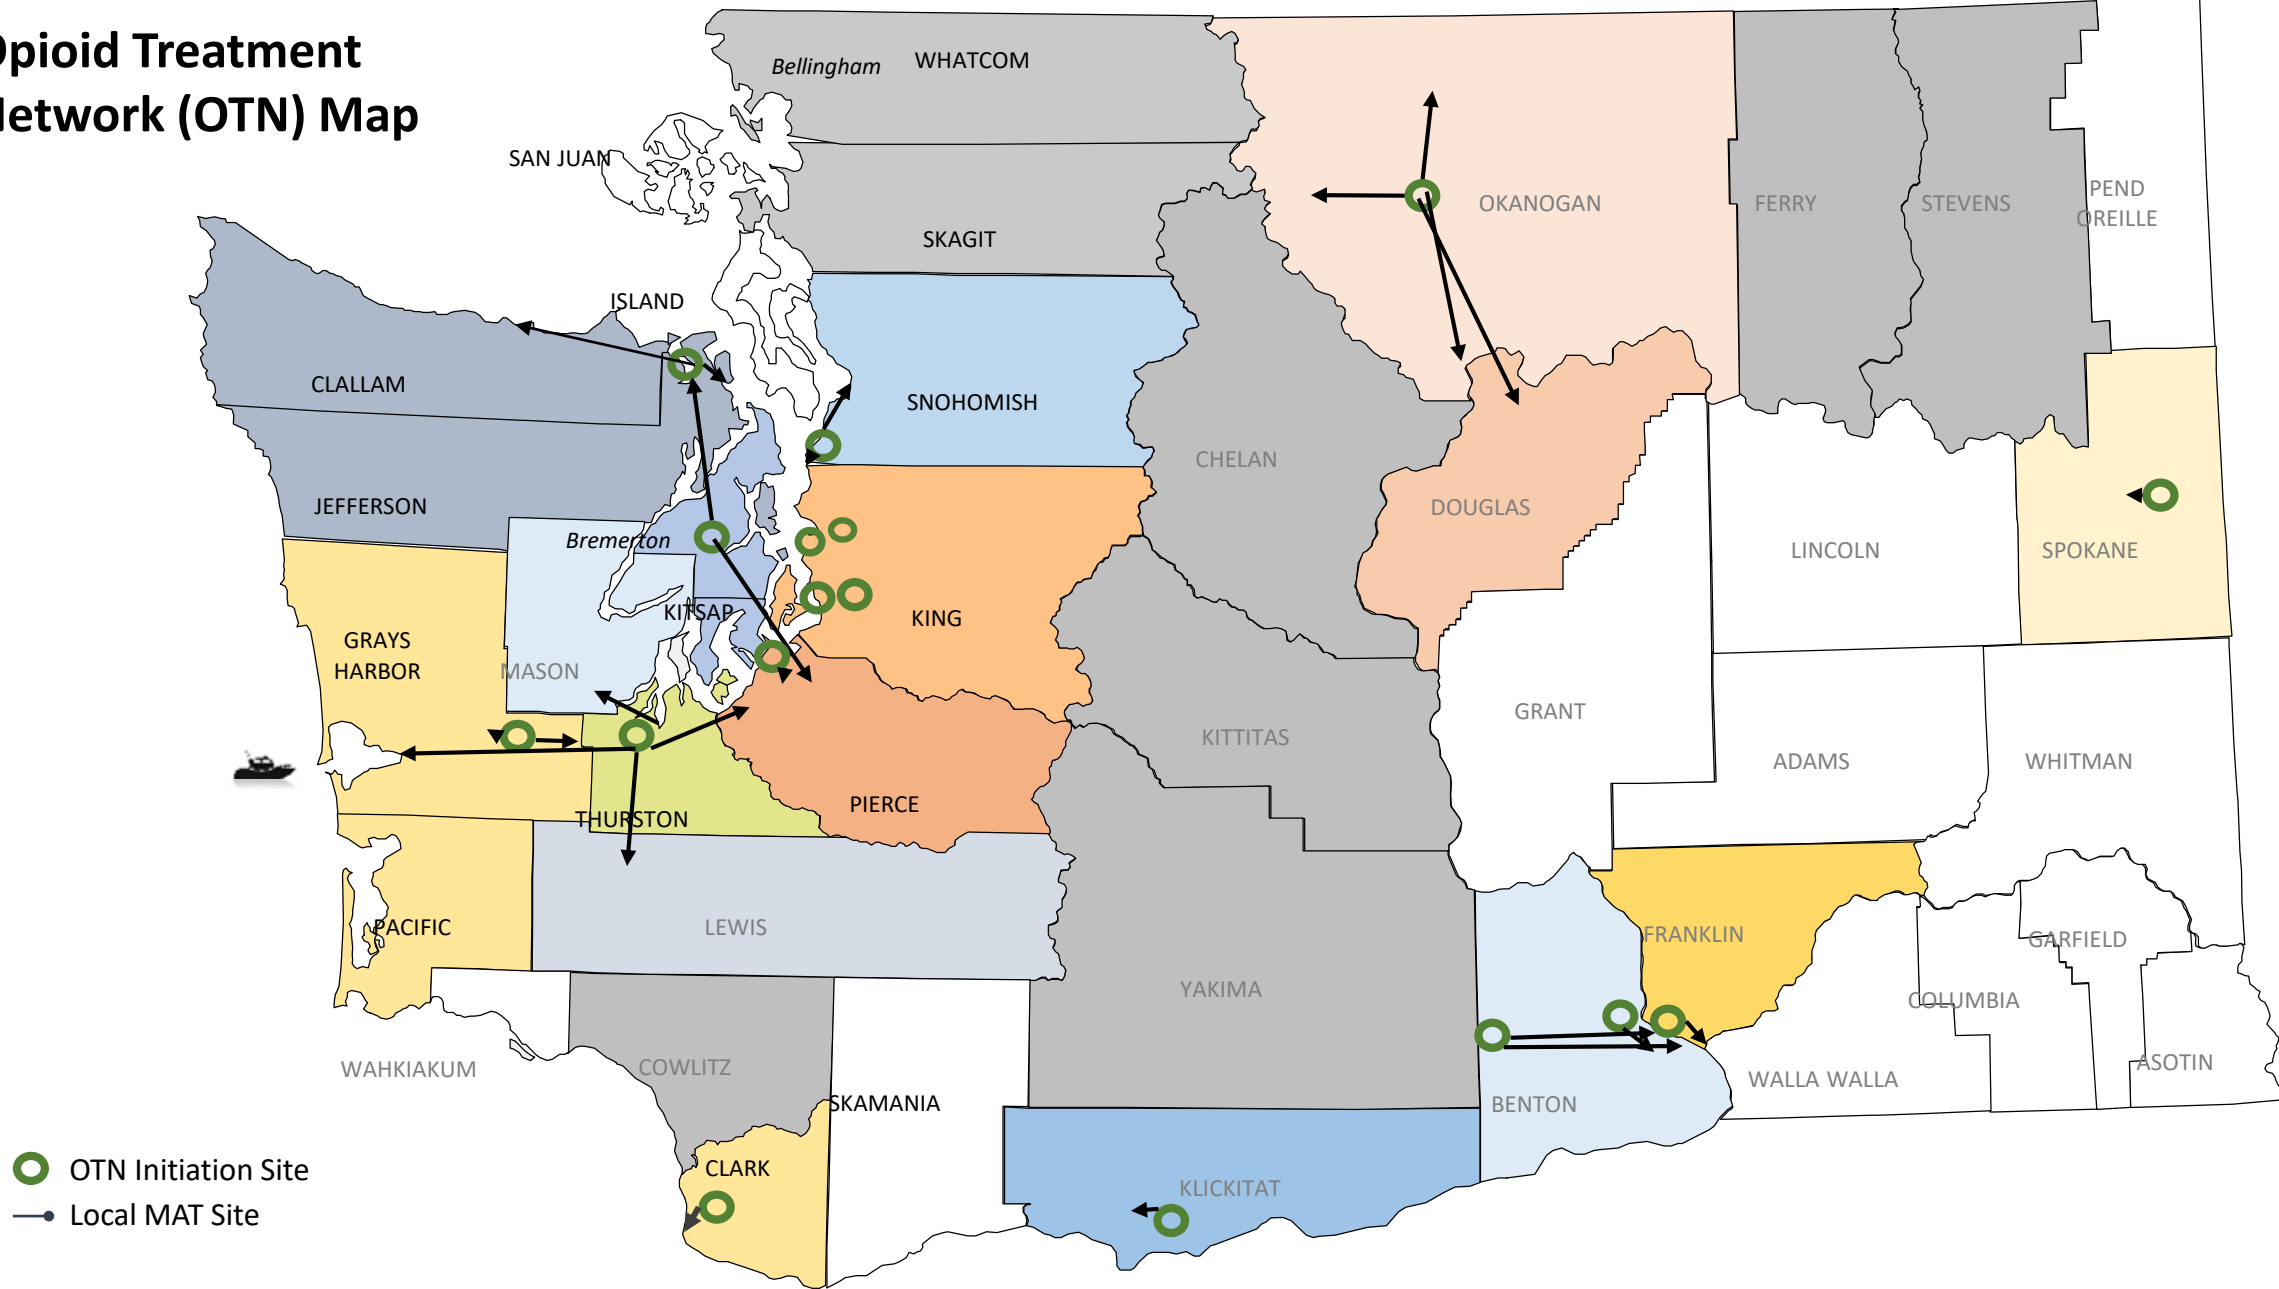 pioid Treatment
etwork (OTN) Map
Bellingham
WHATCOM
SAN JUAN
OKANOGAN
FERRY
STEVENS
PEND
OREILLE
SKAGIT
ISLAND
CLALLAM
SNOHOMISH
CHELAN
JEFFERSON
DOUGLAS
Bremerton
LINCOLN
SPOKANE
KITSAP
KING
GRAYS
HARBOR
MASON
GRANT
KITTITAS
ADAMS
WHITMAN
PIERCE
THURSTON
PACIFIC
LEWIS
FRANKLIN
GARFIELD
YAKIMA
COLUMBIA
WAHKIAKUM
COWLITZ
ASOTIN
WALLA WALLA
SKAMANIA
BENTON
CLARK
KLICKITAT
OTN Initiation Site
Local MAT Site